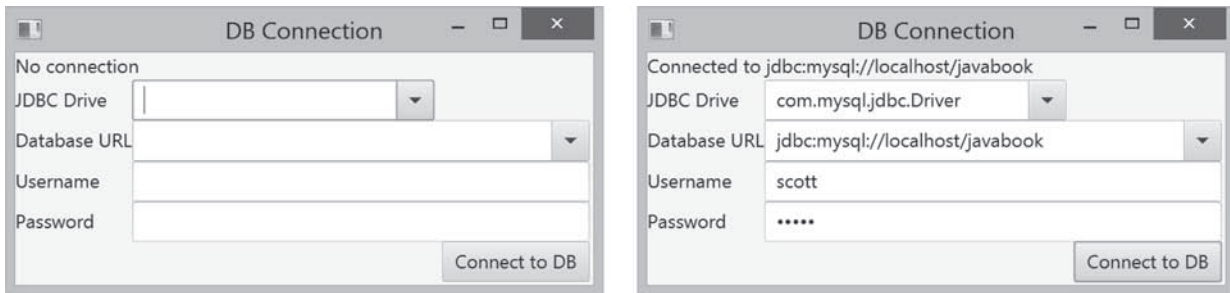 DB Connection
No connection
JDBC Drive
Database URL
Username
Password
Connect to DB
DB Connection
Connected to jdbc:mysql://localhost/javabook
JDBC Drive com.mysql.jdbc.Driver
Database URL jdbc:mysql://localhost/javabook
Username scott
Password •••••
Connect to DB